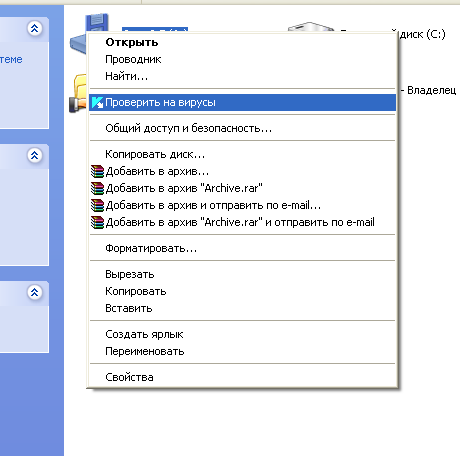 теме
диск (C:)
- Владелец
Открыть
Проводник
Найти...
Проверить на вирусы
Общий доступ и безопасность...
Копировать диск...
Добавить в архив...
Добавить в архив "Archive.rar"
Добавить в архив и отправить по e-mail...
Добавить в архив "Archive.rar" и отправить по e-mail
Форматировать...
Вырезать
Копировать
Вставить
Создать ярлык
Переименовать
Свойства